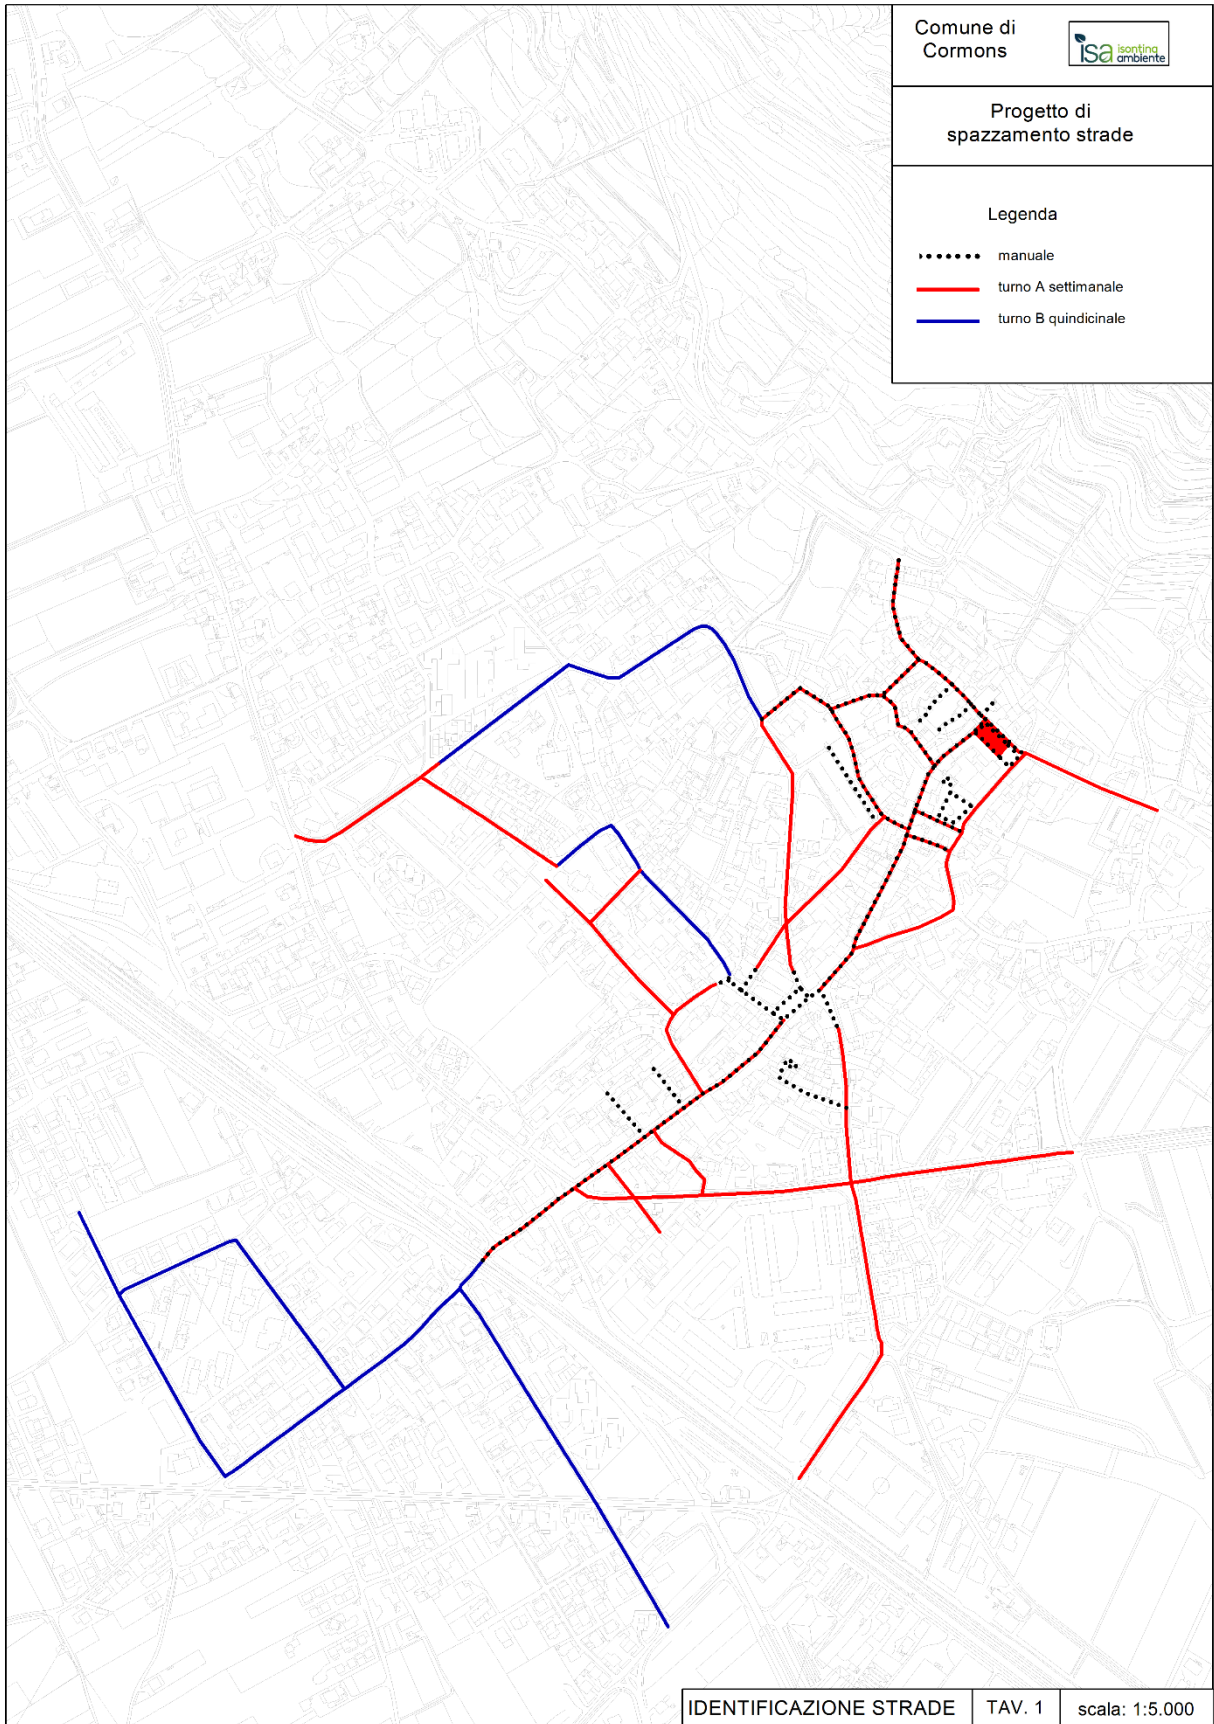 Comune di
Cormons
isa isontina
ambiente
Progetto di
spazzamento strade
Legenda
manuale
turno A settimanale
turno B quindicinale
IDENTIFICAZIONE STRADE
TAV. 1
scala: 1:5.000